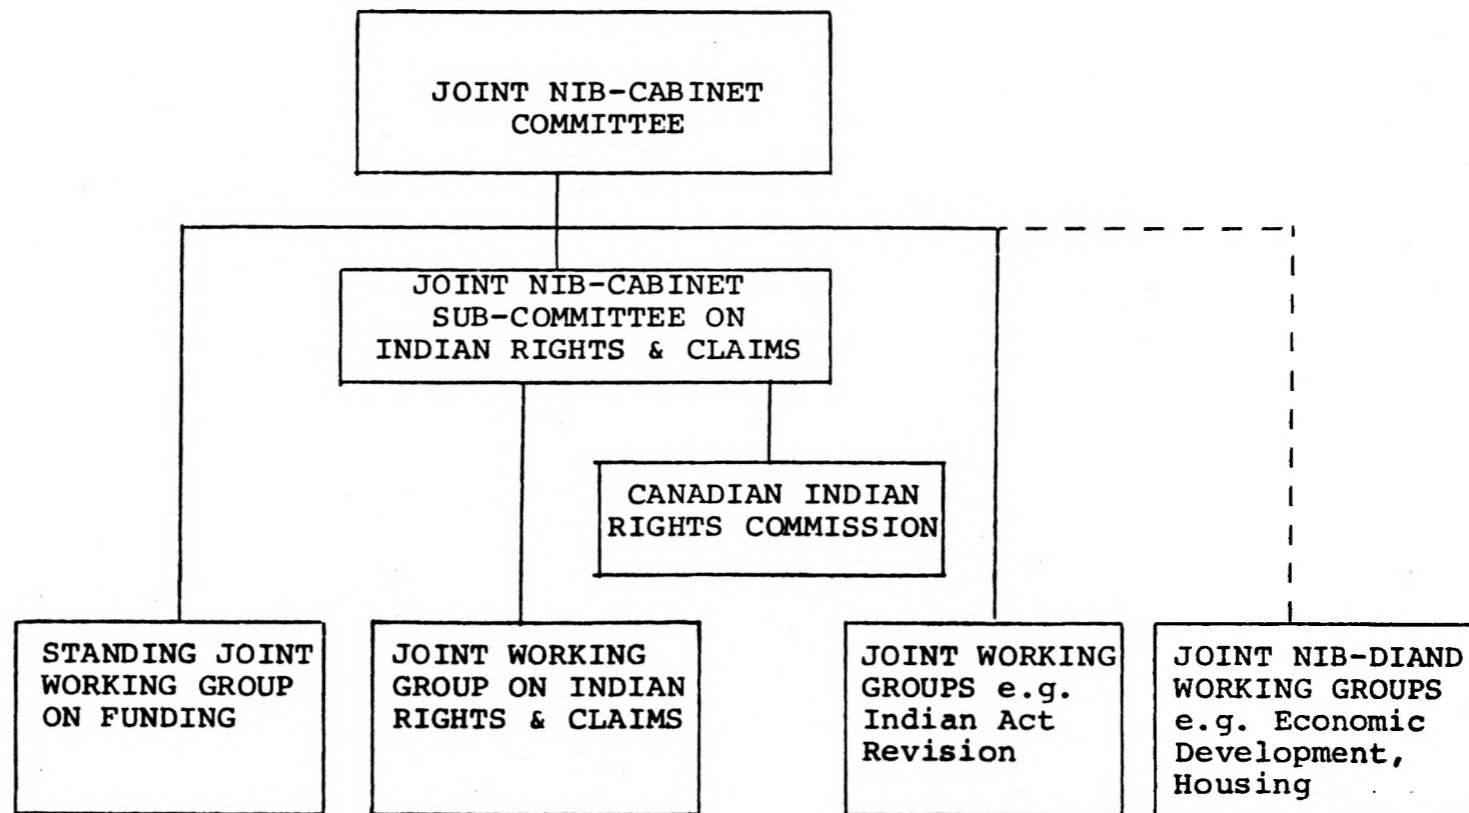 JOINT NIB-CABINET
COMMITTEE
JOINT NIB-CABINET
SUB-COMMITTEE ON
INDIAN RIGHTS & CLAIMS
CANADIAN INDIAN
RIGHTS COMMISSION
STANDING JOINT
WORKING GROUP
ON FUNDING
JOINT WORKING
GROUP ON INDIAN
RIGHTS & CLAIMS
JOINT WORKING
GROUPS e.g.
Indian Act
Revision
JOINT NIB-DIAND
WORKING GROUPS
e.g. Economic
Development,
Housing